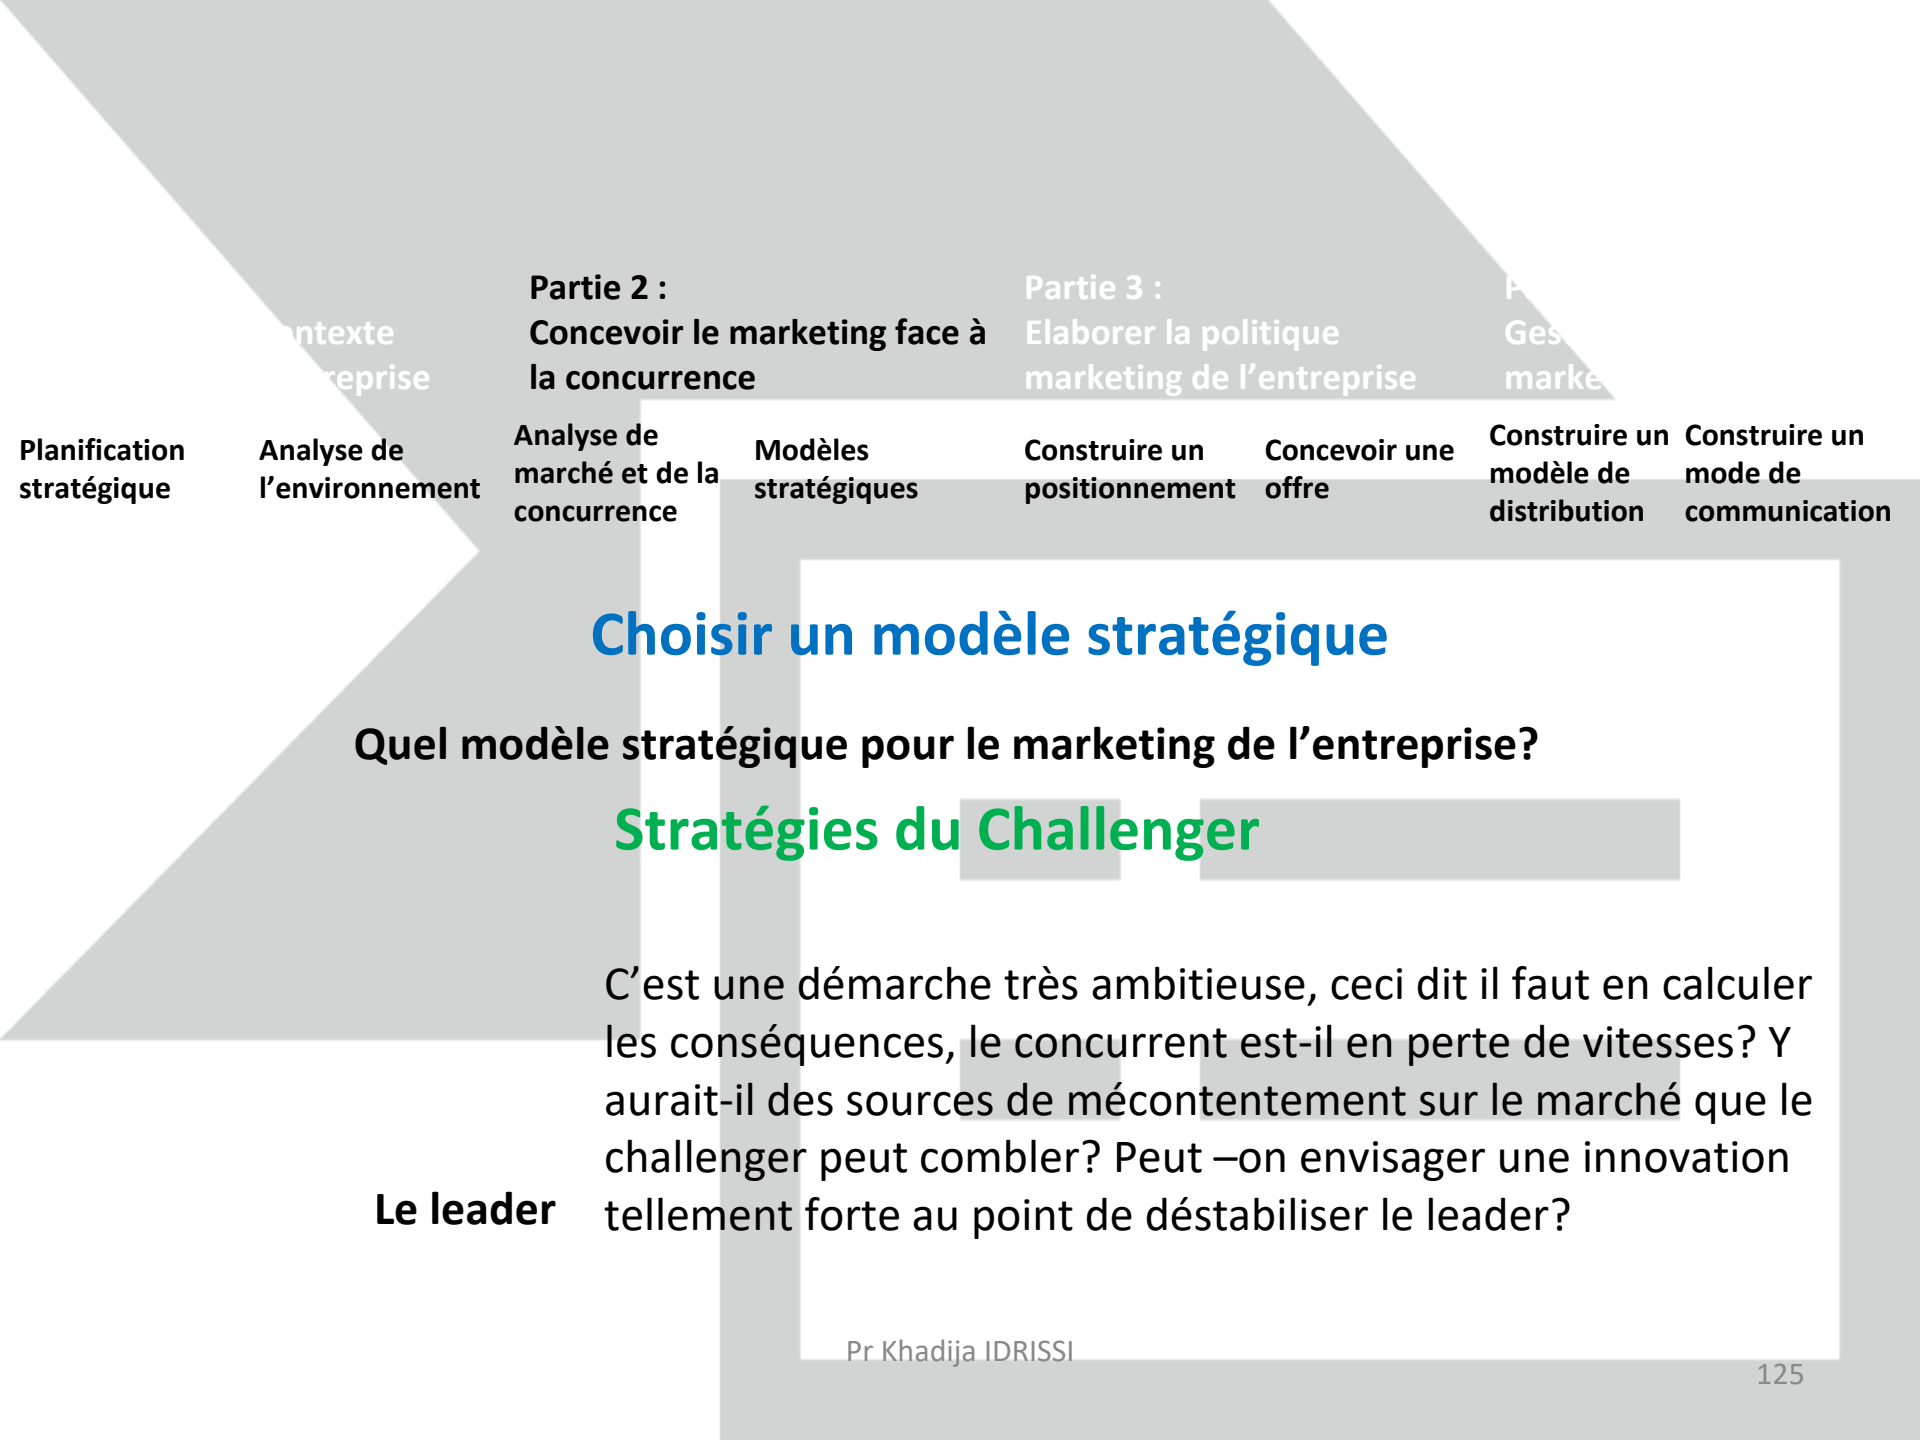 Partie 2 :
Concevoir le marketing face à
la concurrence
Partie 3 :
Elaborer la politique
marketing de l’entreprise
Planification
stratégique
Analyse de
l’environnement
Analyse de
marché et de la
concurrence
Modèles
stratégiques
Construire un
positionnement
Concevoir une
offre
Construire un
modèle de
distribution
Construire un
mode de
communication
Choisir un modèle stratégique
Quel modèle stratégique pour le marketing de l’entreprise?
Stratégies du Challenger
C’est une démarche très ambitieuse, ceci dit il faut en calculer
les conséquences, le concurrent est-il en perte de vitesses? Y
aurait-il des sources de mécontentement sur le marché que le
challenger peut combler? Peut –on envisager une innovation
tellement forte au point de déstabiliser le leader?
Le leader
Pr Khadija IDRISSI
125